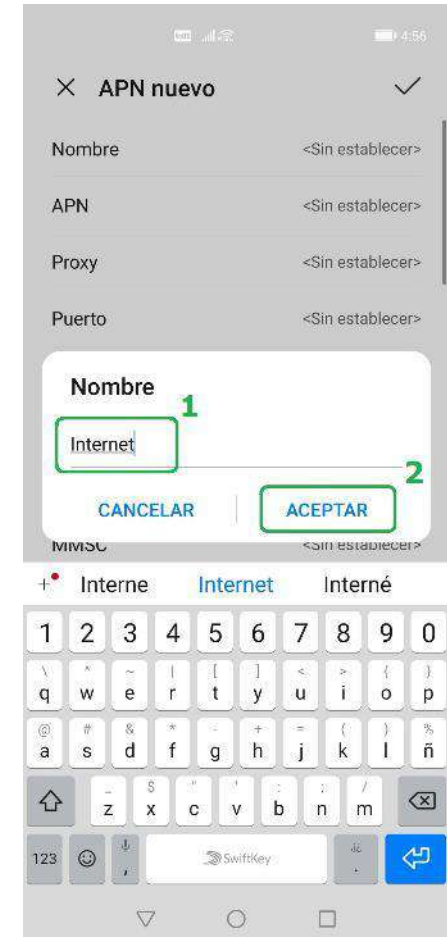 4:56
APN nuevo
Nombre <Sin establecer>
APN <Sin establecer>
Proxy <Sin establecer>
Puerto <Sin establecer>
Nombre
1
Internet
2
CANCELAR ACEPTAR
MMSC <Sin establecer>
Interne Internet Interné
1 2 3 4 5 6 7 8 9 0
\ ^ ~ | [ ] < > { }
q w e r t y u i o p
@ # & * - + = ( ) %
a s d f g h j k l ñ
_ $ " ' : ; /
z x c v b n m
123 , SwiftKey .